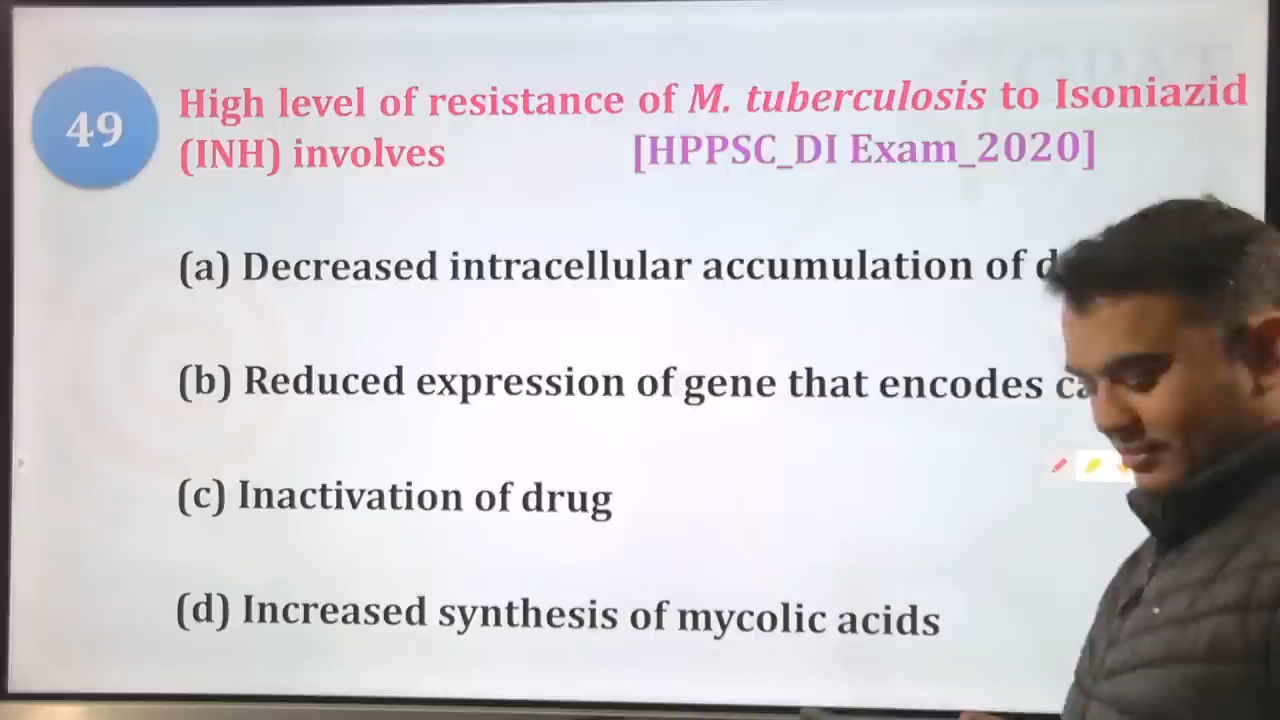 49
High level of resistance of M. tuberculosis to Isoniazid
(INH) involves [HPPSC_DI Exam_2020]
(a) Decreased intracellular accumulation of
(b) Reduced expression of gene that encodes
(c) Inactivation of drug
(d) Increased synthesis of mycolic acids